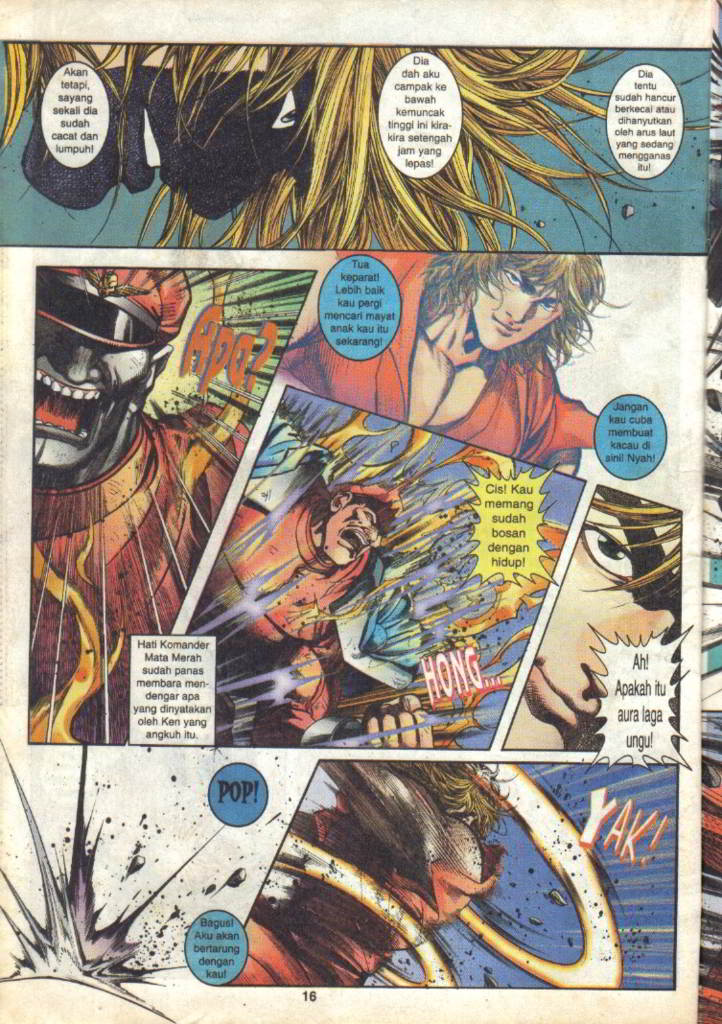 Akan
tetapi,
sayang
sekali dia
sudah
cacat dan
lumpuh!
Dia
dah aku
campak ke
bawah
kemuncak
tinggi ini kira-
kira setengah
jam yang
lepas!
Dia
tentu
sudah hancur
berkecai atau
dihanyutkan
oleh arus laut
yang sedang
mengganas
itu!
Tua
keparat!
Lebih baik
kau pergi
mencari mayat
anak kau itu
sekarang!
Apa?
Jangan
kau cuba
membuat
kacau di
sini! Nyah!
Cis! Kau
memang
sudah
bosan
dengan
hidup!
Hati Komander
Mata Merah
sudah panas
membara men-
dengar apa
yang dinyatakan
oleh Ken yang
angkuh itu.
HONG....
Ah!
Apakah itu
aura laga
ungu!
POP!
YAK!
Bagus!
Aku akan
bertarung
dengan
kau!
16